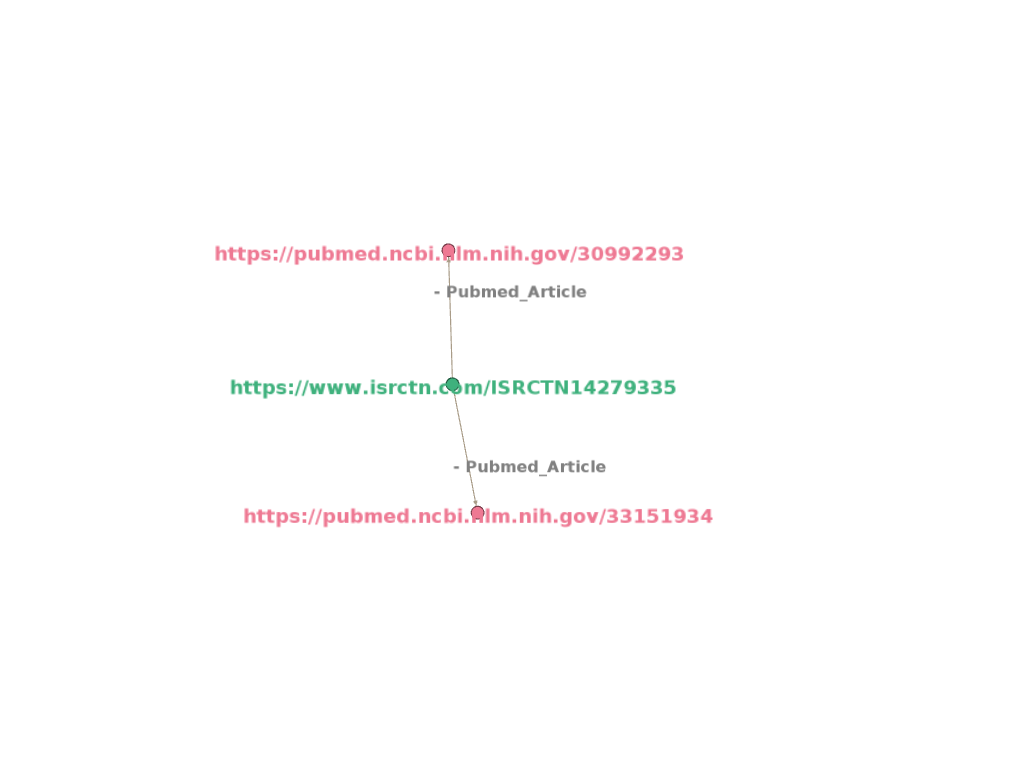 https://pubmed.ncbi.nlm.nih.gov/30992293
- Pubmed_Article
https://www.isrctn.com/ISRCTN14279335
- Pubmed_Article
https://pubmed.ncbi.nlm.nih.gov/33151934